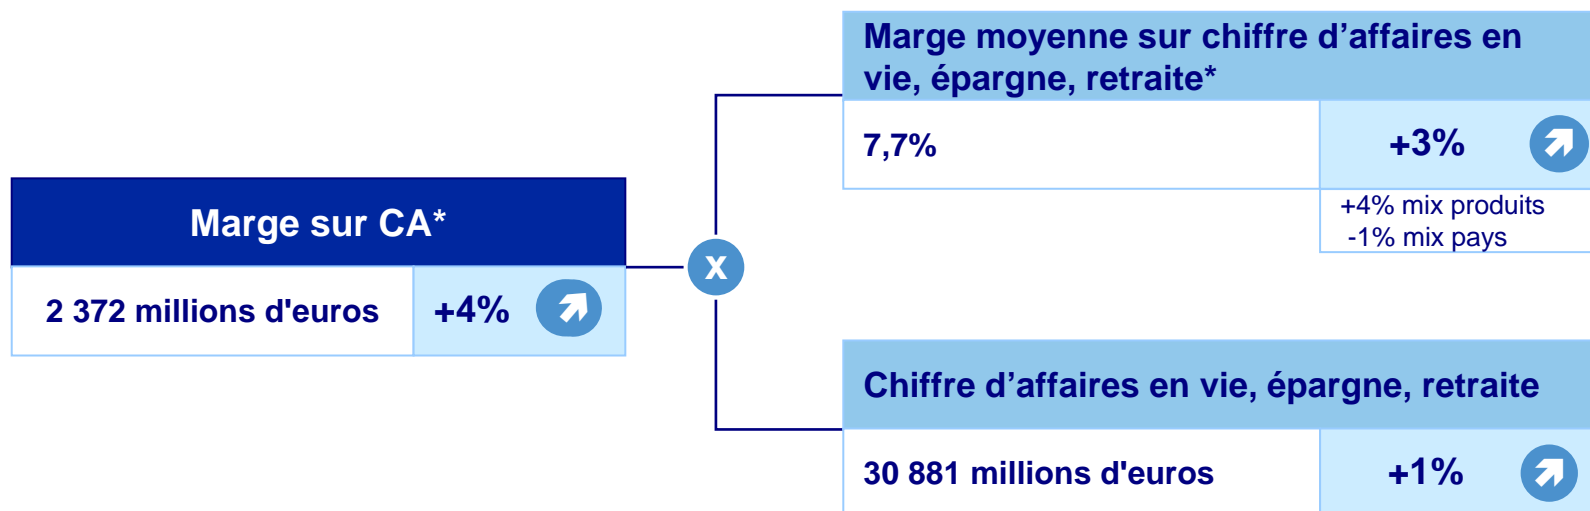 Marge moyenne sur chiffre d’affaires en
vie, épargne, retraite*
7,7%
+3%
+4% mix produits
-1% mix pays
Marge sur CA*
2 372 millions d'euros
+4%
X
Chiffre d’affaires en vie, épargne, retraite
30 881 millions d'euros
+1%